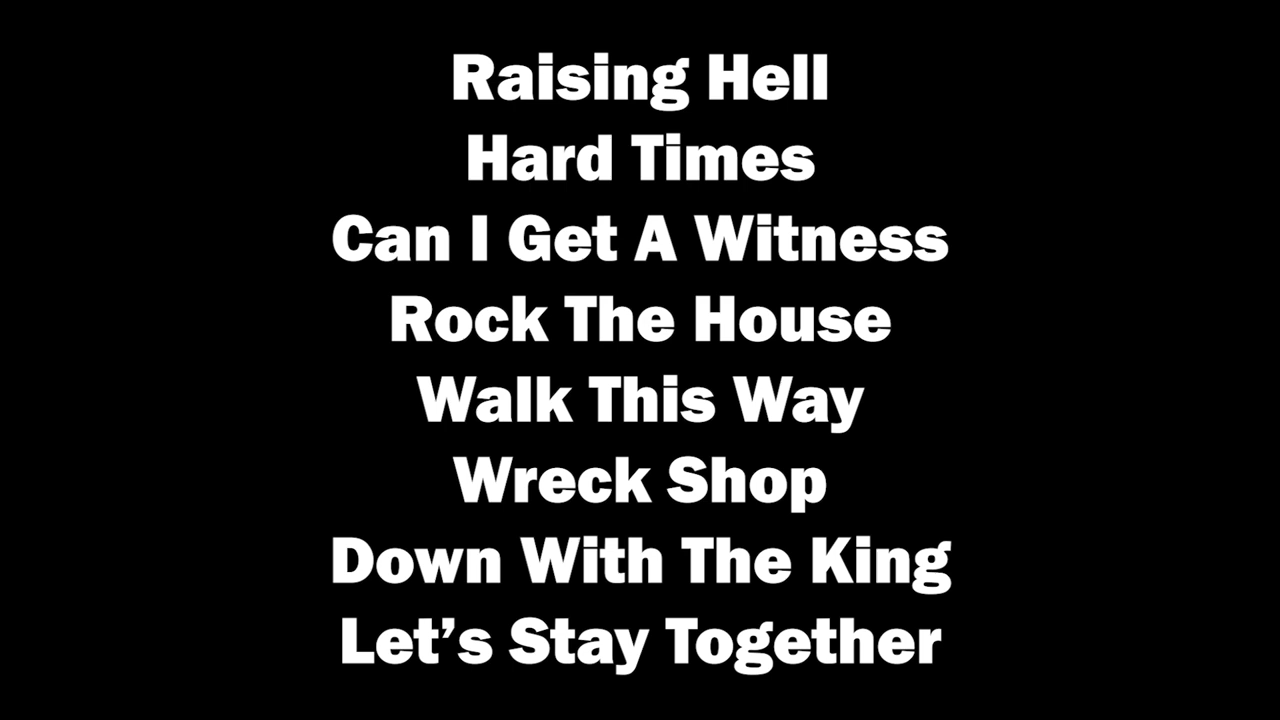 Raising Hell
Hard Times
Can I Get A Witness
Rock The House
Walk This Way
Wreck Shop
Down With The King
Let’s Stay Together